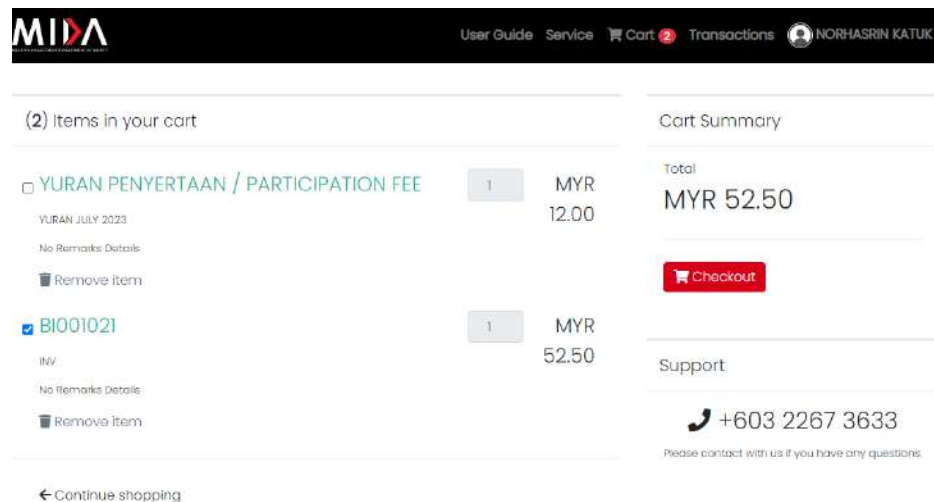 MIDA
User Guide Service Cart 2 Transactions NORHASRIN KATUK
(2) Items in your cart
YURAN PENYERTAAN / PARTICIPATION FEE
1
MYR
12.00
YURAN JULY 2023
No Remarks Details
Remove item
BI001021
1
MYR
52.50
INV
No Remarks Details
Remove item
Continue shopping
Cart Summary
Total
MYR 52.50
Checkout
Support
+603 2267 3633
Please contact with us if you have any questions.